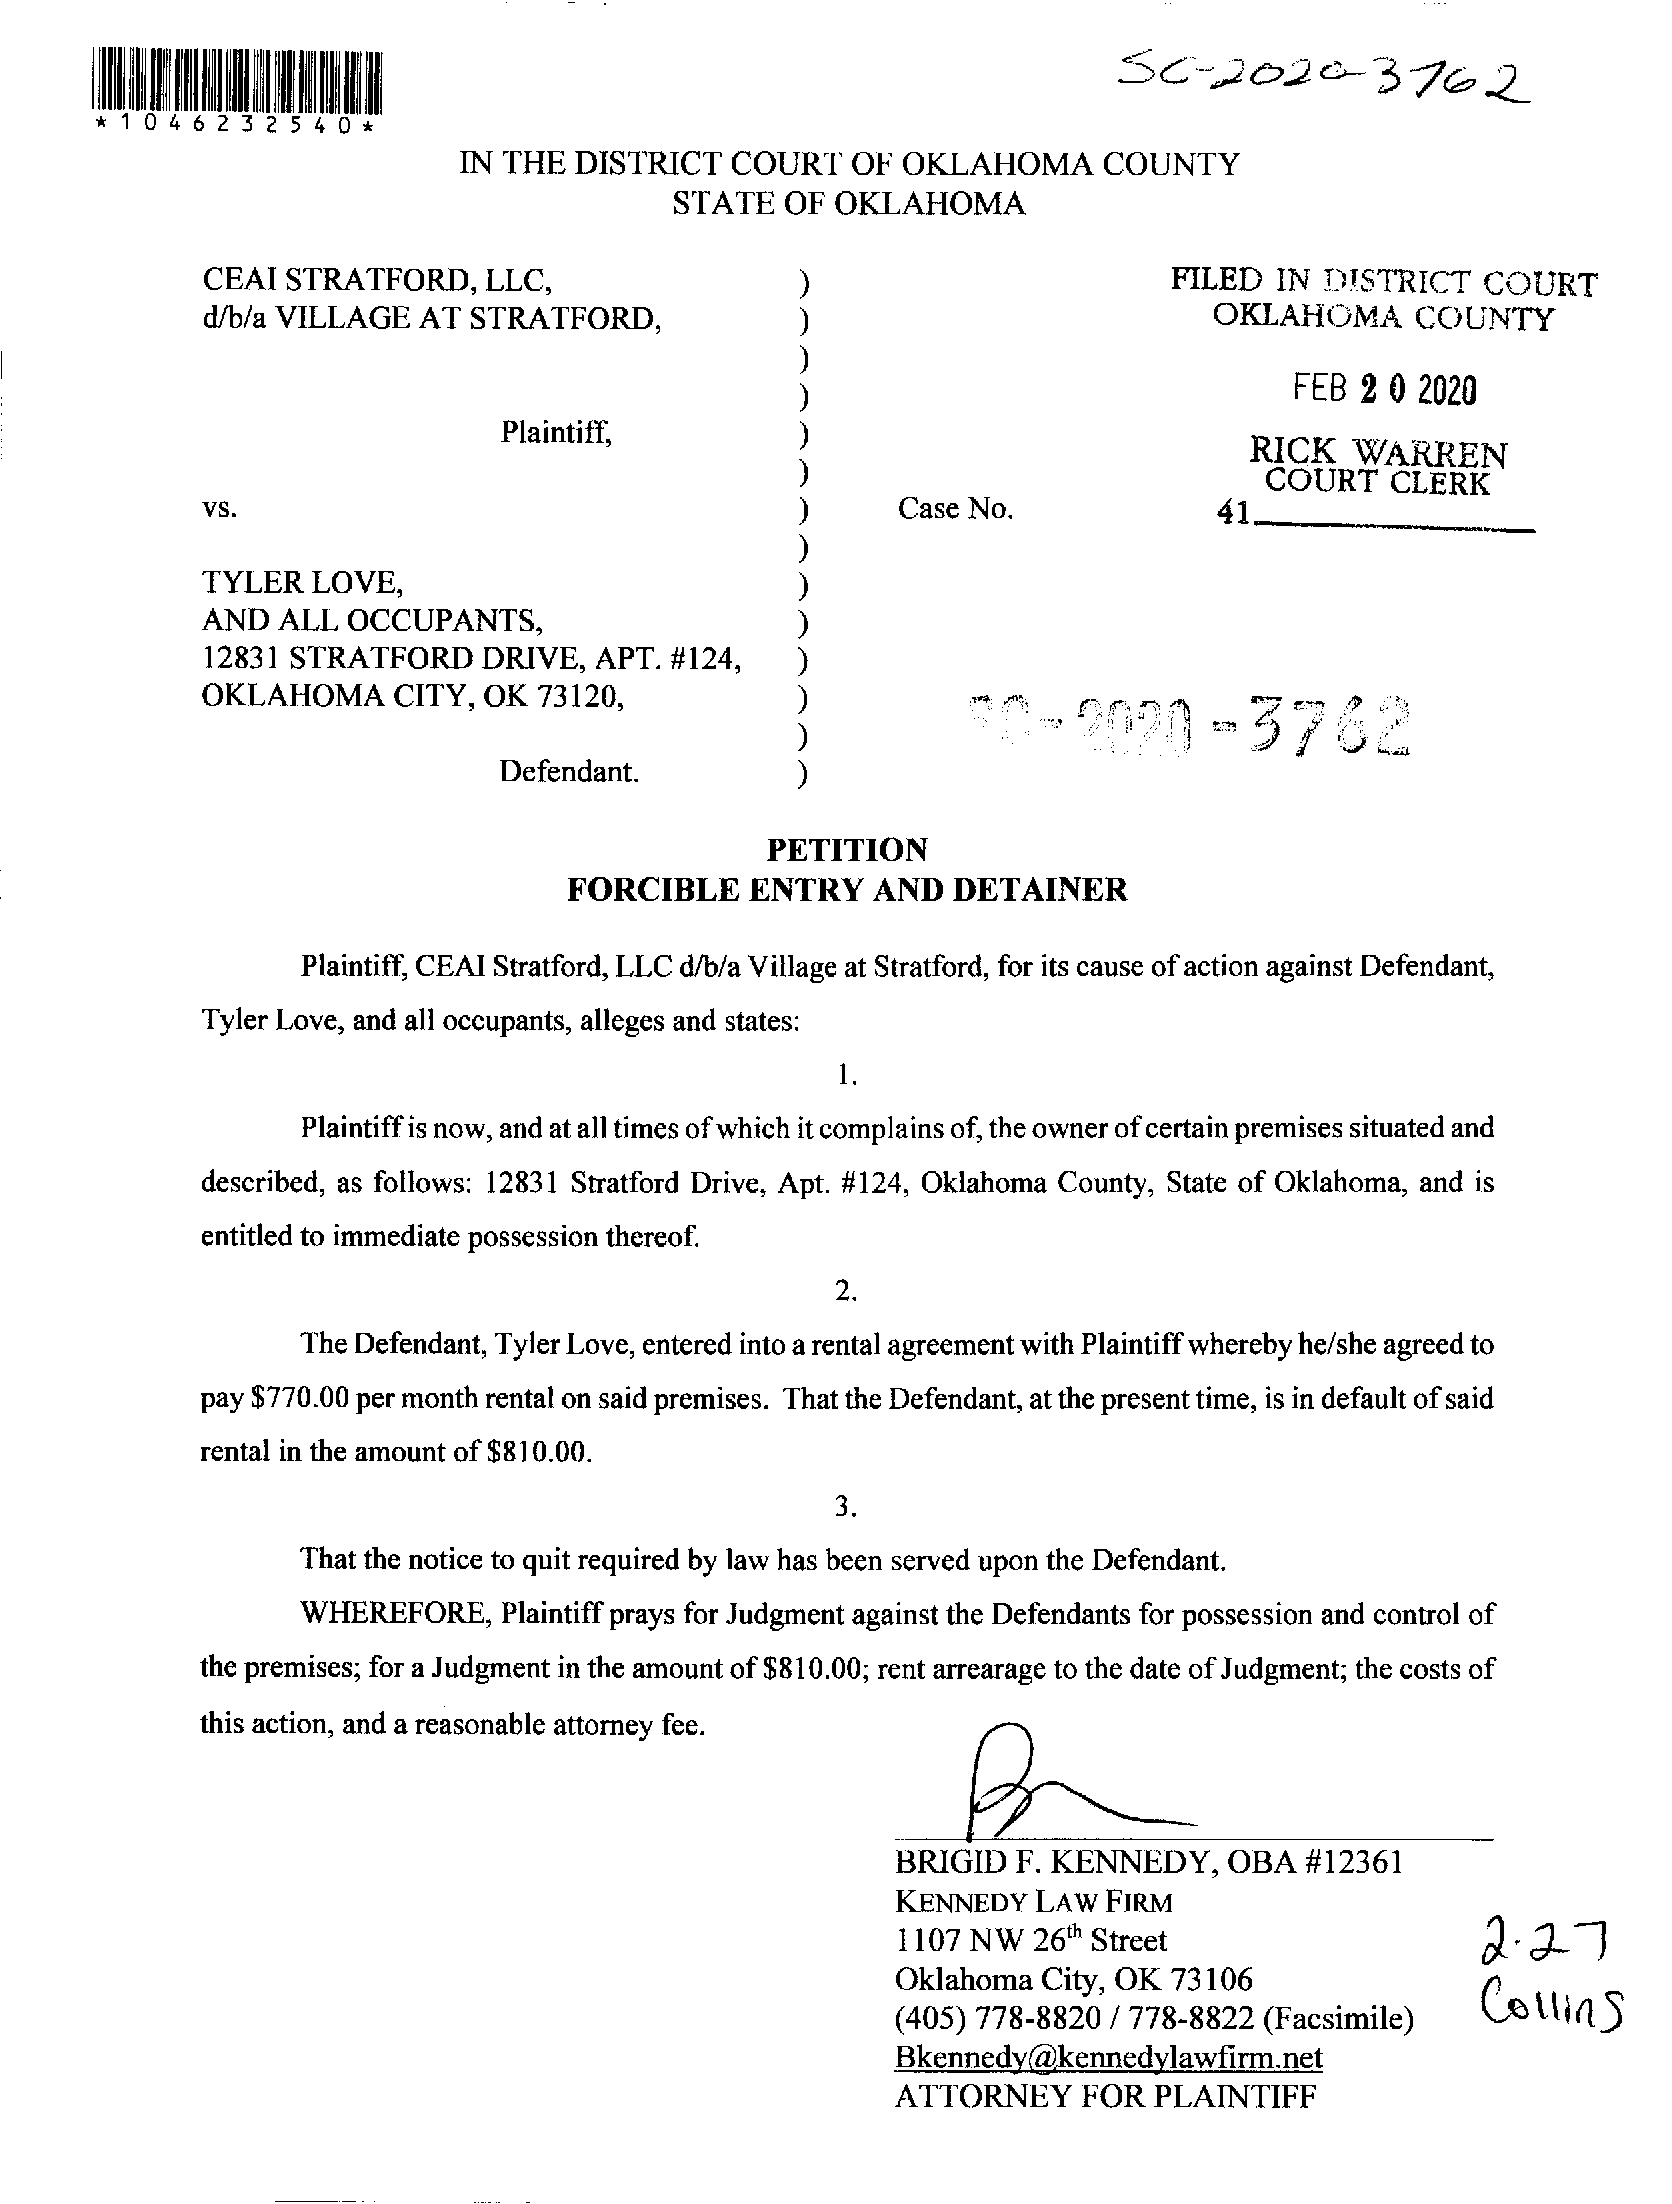 SC-2020-3762
*1046232540*
IN THE DISTRICT COURT OF OKLAHOMA COUNTY
STATE OF OKLAHOMA
CEAI STRATFORD, LLC, )
d/b/a VILLAGE AT STRATFORD, )
)
)
Plaintiff, )
)
vs. ) Case No.
)
TYLER LOVE, )
AND ALL OCCUPANTS, )
12831 STRATFORD DRIVE, APT. #124, )
OKLAHOMA CITY, OK 73120, )
)
Defendant. )
FILED IN DISTRICT COURT
OKLAHOMA COUNTY
FEB 20 2020
RICK WARREN
COURT CLERK
41
SC-2020-3762
PETITION
FORCIBLE ENTRY AND DETAINER
Plaintiff, CEAI Stratford, LLC d/b/a Village at Stratford, for its cause of action against Defendant,
Tyler Love, and all occupants, alleges and states:
1.
Plaintiff is now, and at all times of which it complains of, the owner of certain premises situated and
described, as follows: 12831 Stratford Drive, Apt. #124, Oklahoma County, State of Oklahoma, and is
entitled to immediate possession thereof.
2.
The Defendant, Tyler Love, entered into a rental agreement with Plaintiff whereby he/she agreed to
pay $770.00 per month rental on said premises. That the Defendant, at the present time, is in default of said
rental in the amount of $810.00.
3.
That the notice to quit required by law has been served upon the Defendant.
WHEREFORE, Plaintiff prays for Judgment against the Defendants for possession and control of
the premises; for a Judgment in the amount of $810.00; rent arrearage to the date of Judgment; the costs of
this action, and a reasonable attorney fee.
BRIGID F. KENNEDY, OBA #12361
KENNEDY LAW FIRM
1107 NW 26th Street
Oklahoma City, OK 73106
(405) 778-8820 / 778-8822 (Facsimile)
Bkennedy@kennedylawfirm.net
ATTORNEY FOR PLAINTIFF
2.27
Collins